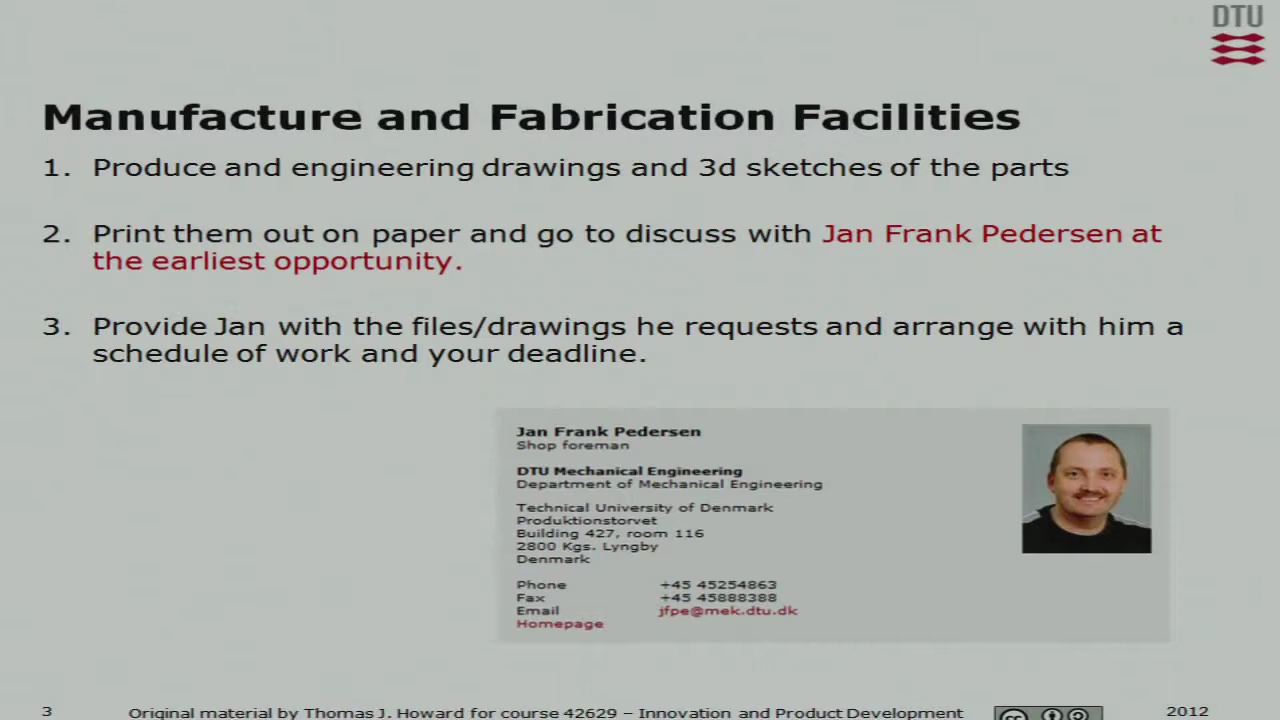 DTU
Manufacture and Fabrication Facilities
1. Produce and engineering drawings and 3d sketches of the parts
2. Print them out on paper and go to discuss with Jan Frank Pedersen at
the earliest opportunity.
3. Provide Jan with the files/drawings he requests and arrange with him a
schedule of work and your deadline.
Jan Frank Pedersen
Shop foreman
DTU Mechanical Engineering
Department of Mechanical Engineering
Technical University of Denmark
Produktionstorvet
Building 427, room 116
2800 Kgs. Lyngby
Denmark
Phone +45 45254863
Fax +45 45888388
Email jfpe@mek.dtu.dk
Homepage
3 Original material by Thomas J. Howard for course 42629 – Innovation and Product Development cc 2012